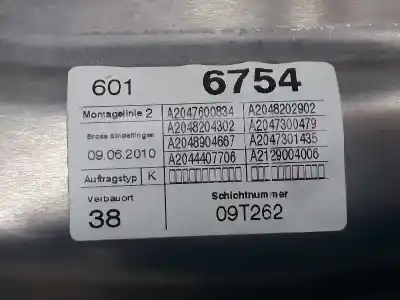 601 6754
Montagelinie 2 A2047600834 A2048202902
A2048204302 A2047300479
Brose Sindelfingen
09.06.2010 A2048904667 A2047301435
A2044407706 A2129004006
Auftragstyp K
Verbauort Schichtnummer
38 09T262